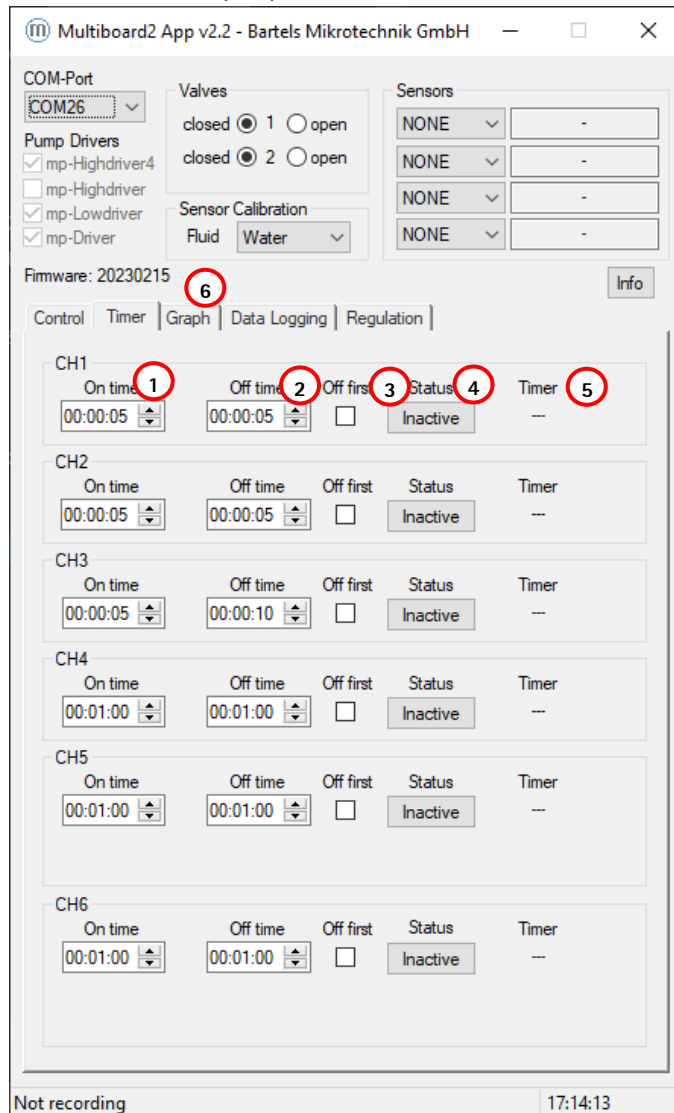 Multiboard2 App v2.2 - Bartels Mikrotechnik GmbH
COM-Port
COM26
Pump Drivers
mp-Highdriver4
mp-Highdriver
mp-Lowdriver
mp-Driver
Valves
closed 1 open
closed 2 open
Sensor Calibration
Fluid Water
Sensors
NONE -
NONE -
NONE -
NONE -
Firmware: 20230215
Info
6
Control Timer Graph Data Logging Regulation
CH1
On time 1 Off time 2 Off first 3 Status 4 Timer 5
00:00:05 00:00:05 Inactive ---
CH2
On time Off time Off first Status Timer
00:00:05 00:00:05 Inactive ---
CH3
On time Off time Off first Status Timer
00:00:05 00:00:10 Inactive ---
CH4
On time Off time Off first Status Timer
00:01:00 00:01:00 Inactive ---
CH5
On time Off time Off first Status Timer
00:01:00 00:01:00 Inactive ---
CH6
On time Off time Off first Status Timer
00:01:00 00:01:00 Inactive ---
Not recording 17:14:13